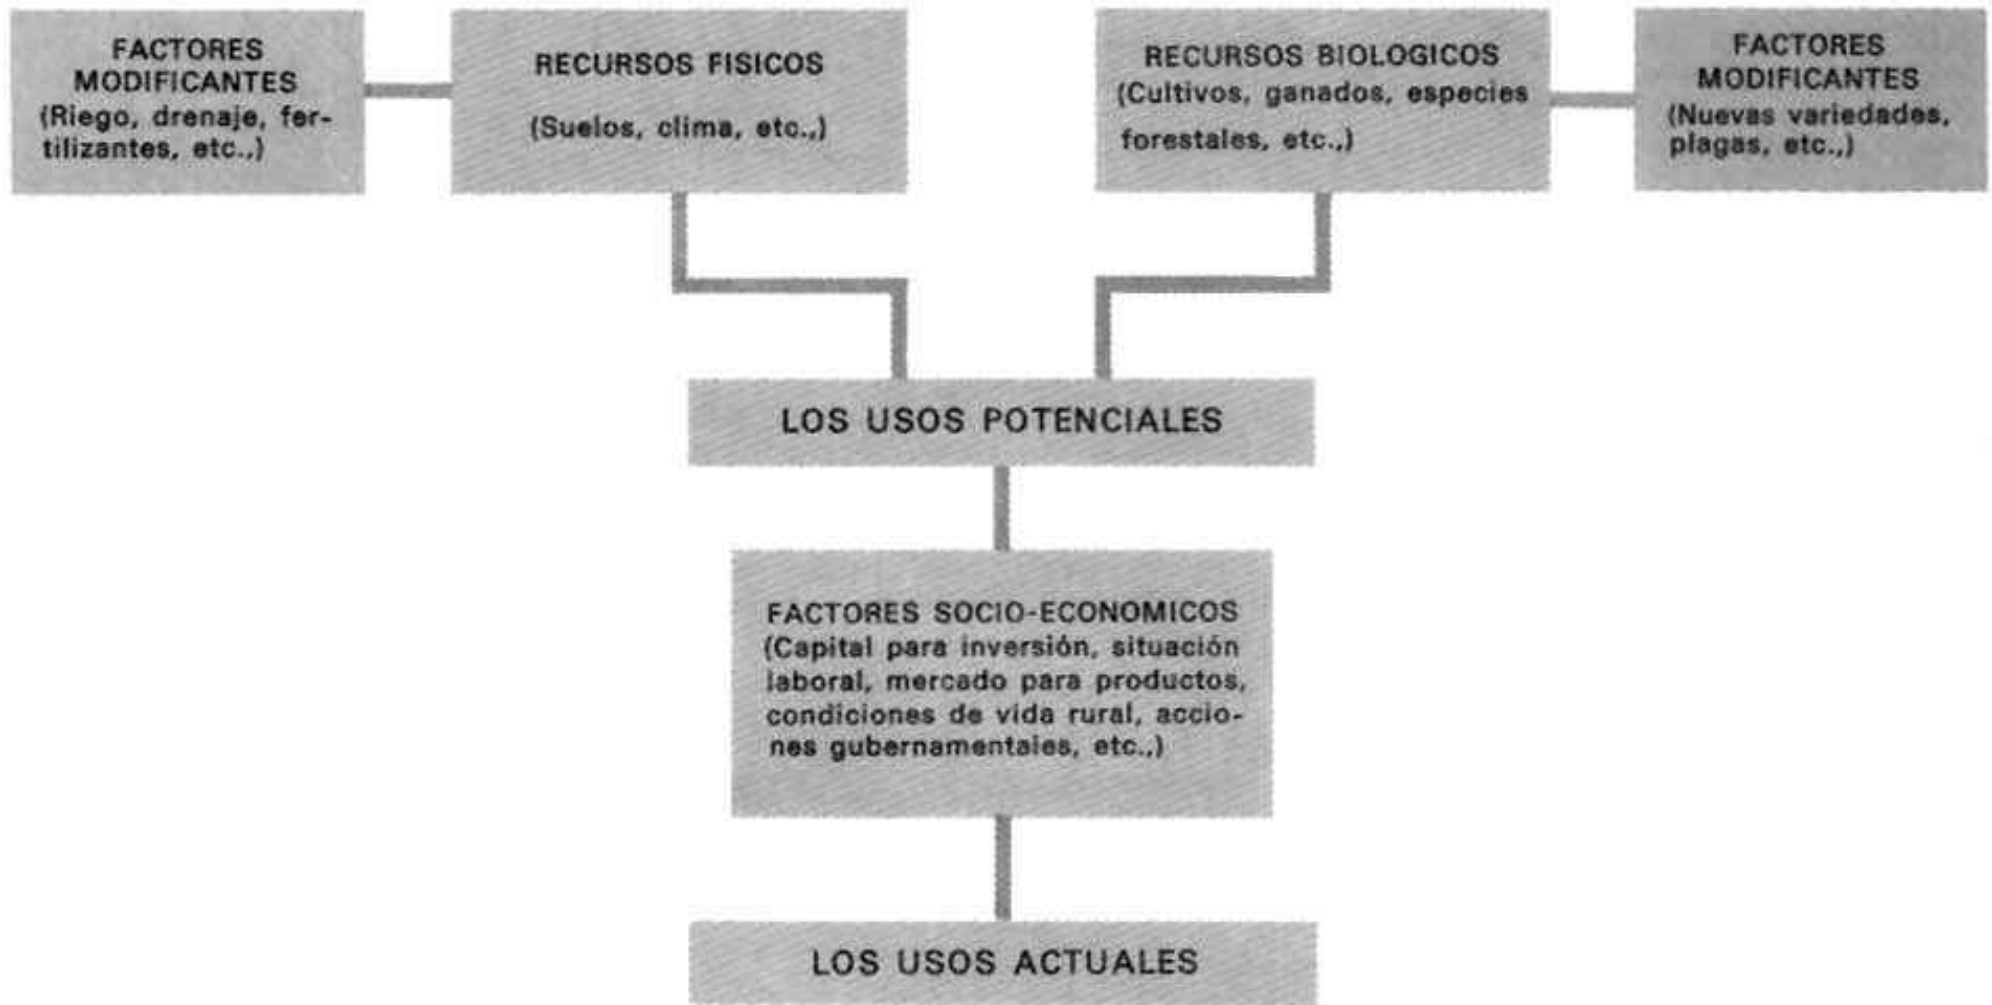 FACTORES
MODIFICANTES
(Riego, drenaje, fer-
tilizantes, etc.,)
RECURSOS FISICOS
(Suelos, clima, etc.,)
RECURSOS BIOLOGICOS
(Cultivos, ganados, especies
forestales, etc.,)
FACTORES
MODIFICANTES
(Nuevas variedades,
plagas, etc.,)
LOS USOS POTENCIALES
FACTORES SOCIO-ECONOMICOS
(Capital para inversión, situación
laboral, mercado para productos,
condiciones de vida rural, accio-
nes gubernamentales, etc.,)
LOS USOS ACTUALES